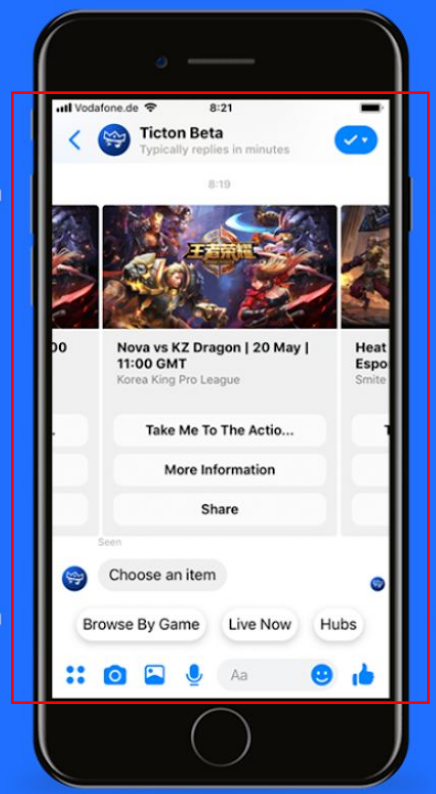 Vodafone.de
8:21
Ticton Beta
Typically replies in minutes
8:19
王者荣耀
00
Nova vs KZ Dragon | 20 May |
11:00 GMT
Korea King Pro League
Heat
Espo
Smite
Take Me To The Actio...
More Information
Share
Seen
Choose an item
Browse By Game
Live Now
Hubs
Aa